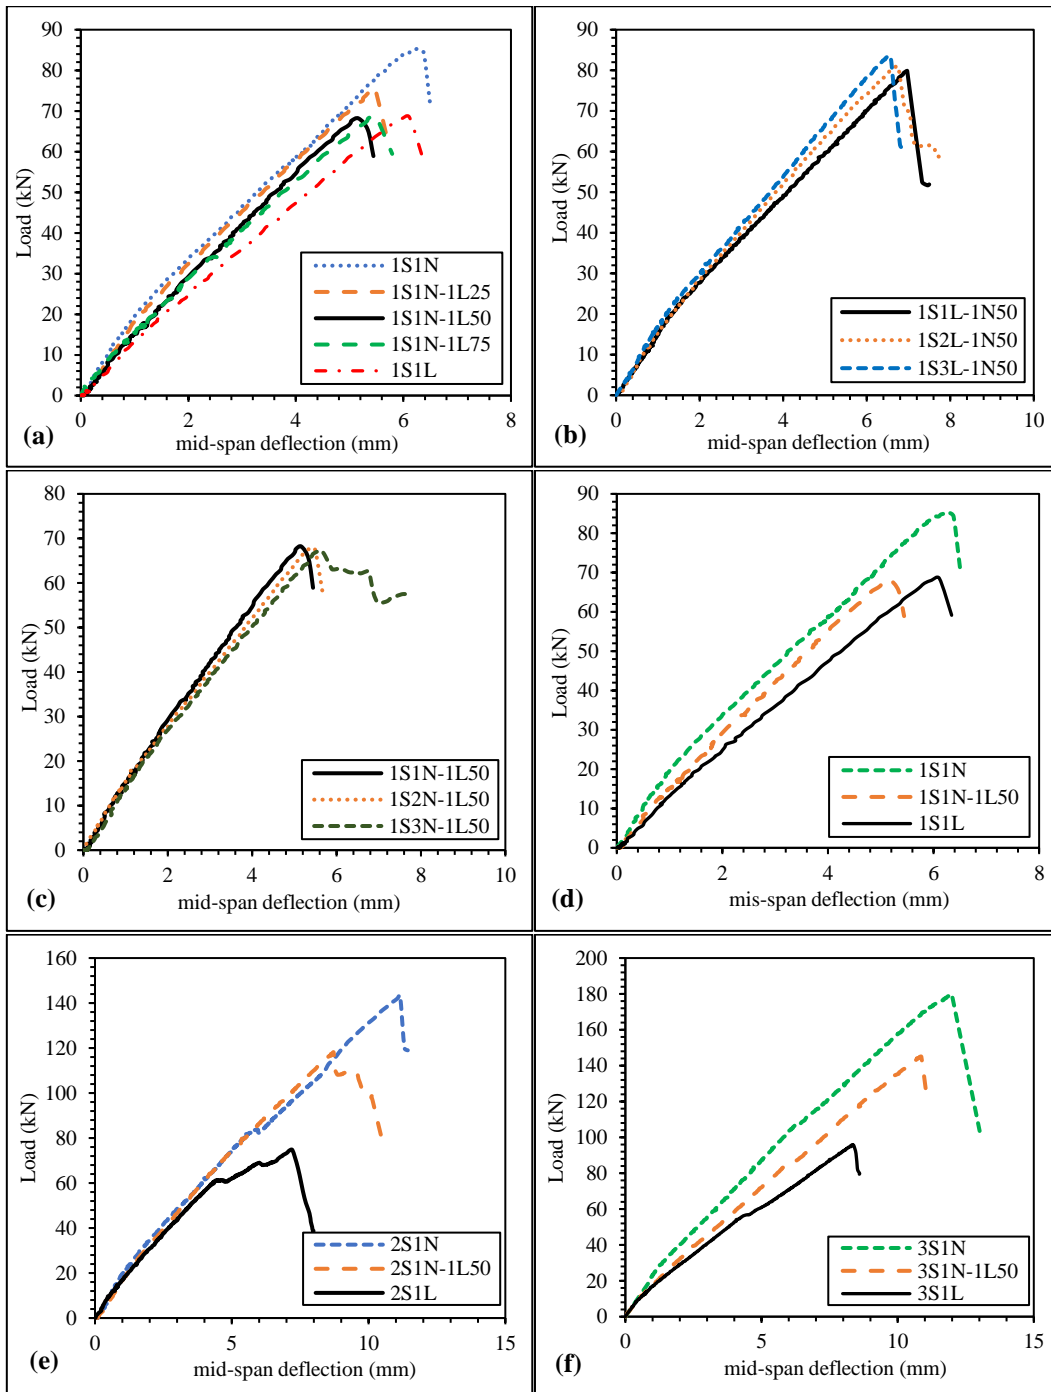 90
80
70
60
50
40
30
20
10
0
Load (kN)
0 2 4 6 8
mid-span deflection (mm)
1S1N
1S1N-1L25
1S1N-1L50
1S1N-1L75
1S1L
(a)
90
80
70
60
50
40
30
20
10
0
Load (kN)
0 2 4 6 8 10
mid-span deflection (mm)
1S1L-1N50
1S2L-1N50
1S3L-1N50
(b)
80
70
60
50
40
30
20
10
0
Load (kN)
0 2 4 6 8 10
mid-span deflection (mm)
1S1N-1L50
1S2N-1L50
1S3N-1L50
(c)
90
80
70
60
50
40
30
20
10
0
Load (kN)
0 2 4 6 8
mis-span deflection (mm)
1S1N
1S1N-1L50
1S1L
(d)
160
140
120
100
80
60
40
20
0
Load (kN)
0 5 10 15
mid-span deflection (mm)
2S1N
2S1N-1L50
2S1L
(e)
200
180
160
140
120
100
80
60
40
20
0
Load (kN)
0 5 10 15
mid-span deflection (mm)
3S1N
3S1N-1L50
3S1L
(f)